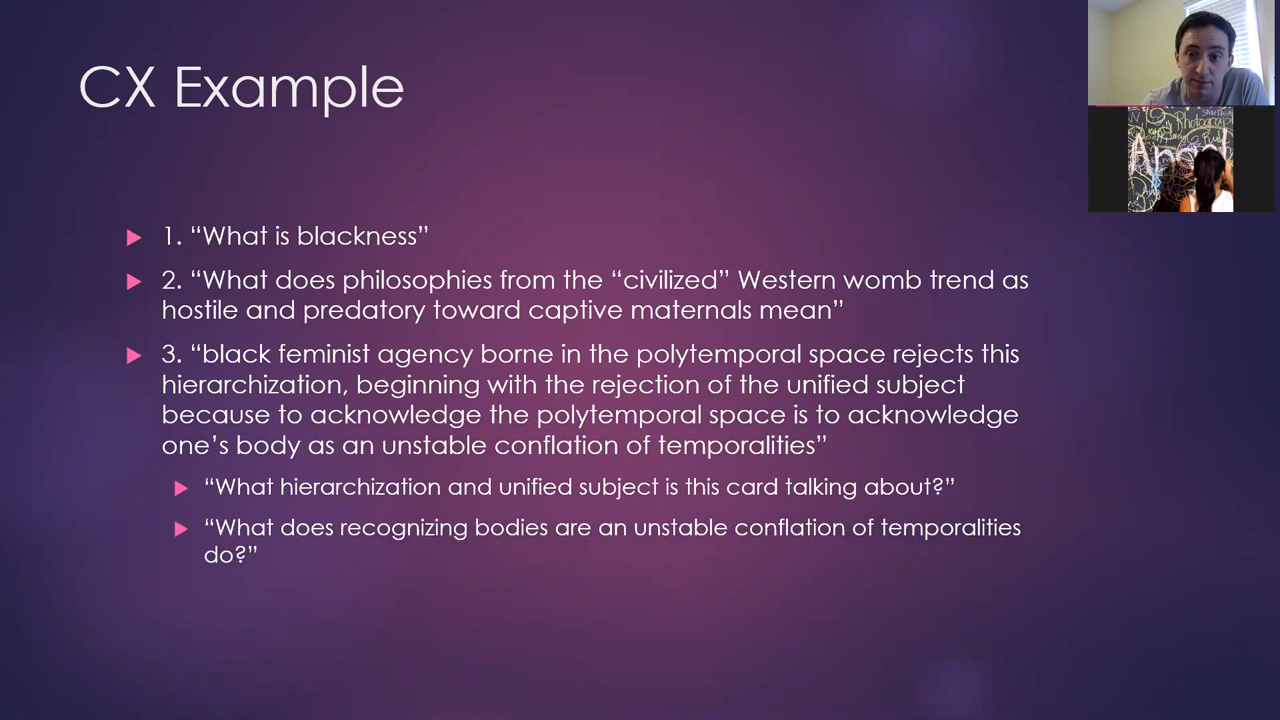 CX Example
1. “What is blackness”
2. “What does philosophies from the “civilized” Western womb trend as
hostile and predatory toward captive maternals mean”
3. “black feminist agency borne in the polytemporal space rejects this
hierarchization, beginning with the rejection of the unified subject
because to acknowledge the polytemporal space is to acknowledge
one’s body as an unstable conflation of temporalities”
“What hierarchization and unified subject is this card talking about?”
“What does recognizing bodies are an unstable conflation of temporalities
do?”